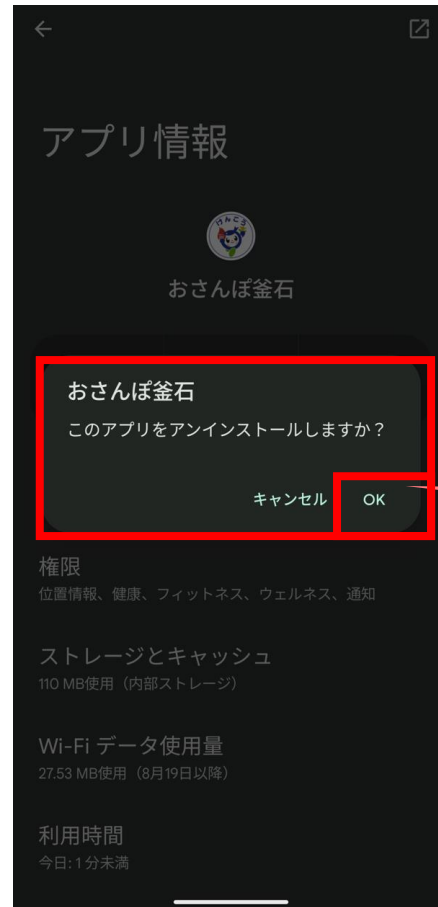 アプリ情報
けんこう
おさんぽ釜石
おさんぽ釜石
このアプリをアンインストールしますか？
キャンセル OK
権限
位置情報、健康、フィットネス、ウェルネス、通知
ストレージとキャッシュ
110 MB使用（内部ストレージ）
Wi-Fi データ使用量
27.53 MB使用（8月19日以降）
利用時間
今日: 1 分未満